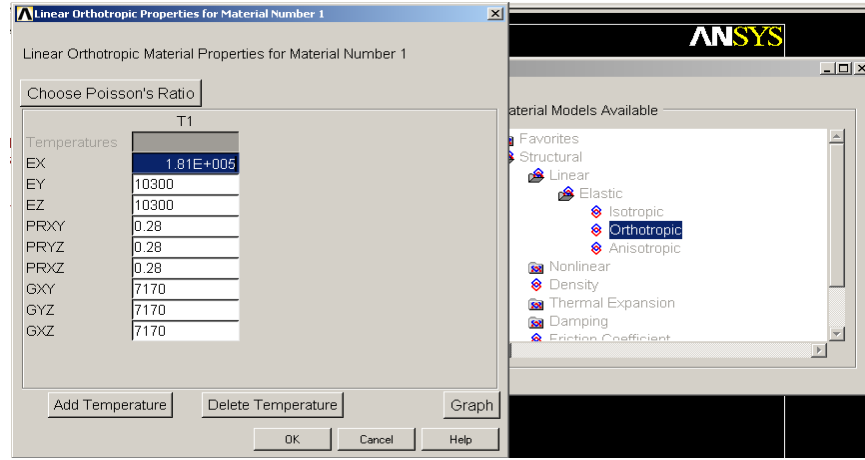 Linear Orthotropic Properties for Material Number 1
Linear Orthotropic Material Properties for Material Number 1
Choose Poisson's Ratio
T1
Temperatures
EX 1.81E+005
EY 10300
EZ 10300
PRXY 0.28
PRYZ 0.28
PRXZ 0.28
GXY 7170
GYZ 7170
GXZ 7170
Add Temperature Delete Temperature Graph
OK Cancel Help
ANSYS
aterial Models Available
Favorites
Structural
Linear
Elastic
Isotropic
Orthotropic
Anisotropic
Nonlinear
Density
Thermal Expansion
Damping
Friction Coefficient